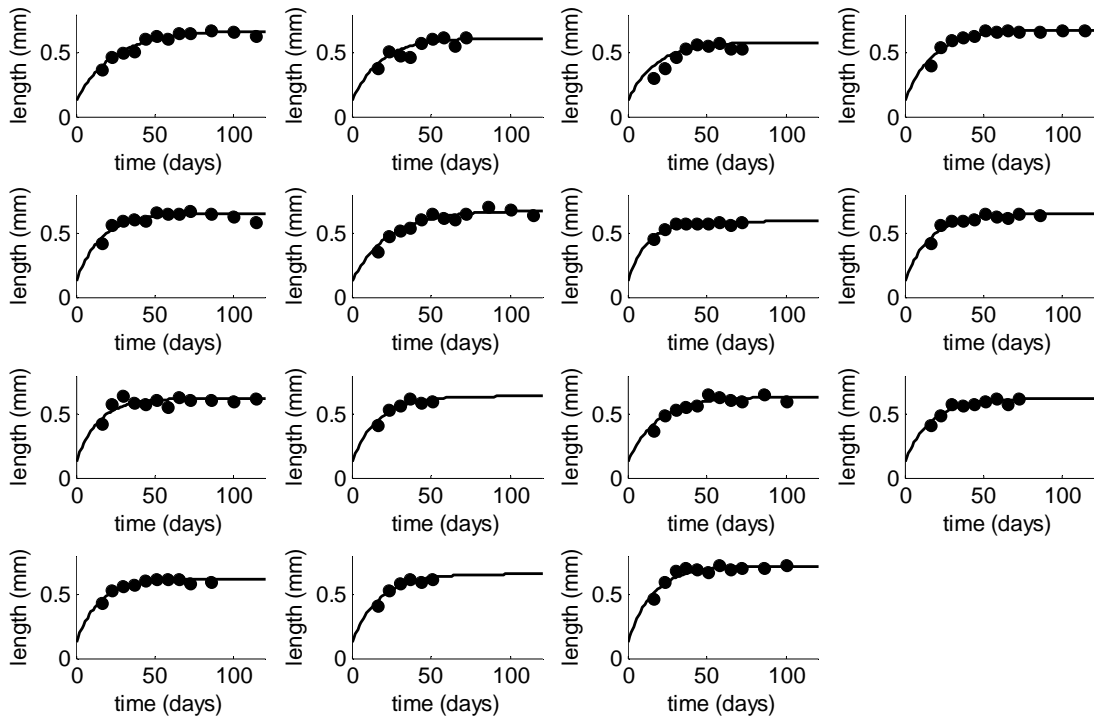 length (mm) 0.5 0 length (mm) 0.5 0 length (mm) 0.5 0 length (mm) 0.5 0
0 50 100 0 50 100 0 50 100 0 50 100
time (days) time (days) time (days) time (days)
length (mm) 0.5 0 length (mm) 0.5 0 length (mm) 0.5 0 length (mm) 0.5 0
0 50 100 0 50 100 0 50 100 0 50 100
time (days) time (days) time (days) time (days)
length (mm) 0.5 0 length (mm) 0.5 0 length (mm) 0.5 0 length (mm) 0.5 0
0 50 100 0 50 100 0 50 100 0 50 100
time (days) time (days) time (days) time (days)
length (mm) 0.5 0 length (mm) 0.5 0 length (mm) 0.5 0
0 50 100 0 50 100 0 50 100
time (days) time (days) time (days)